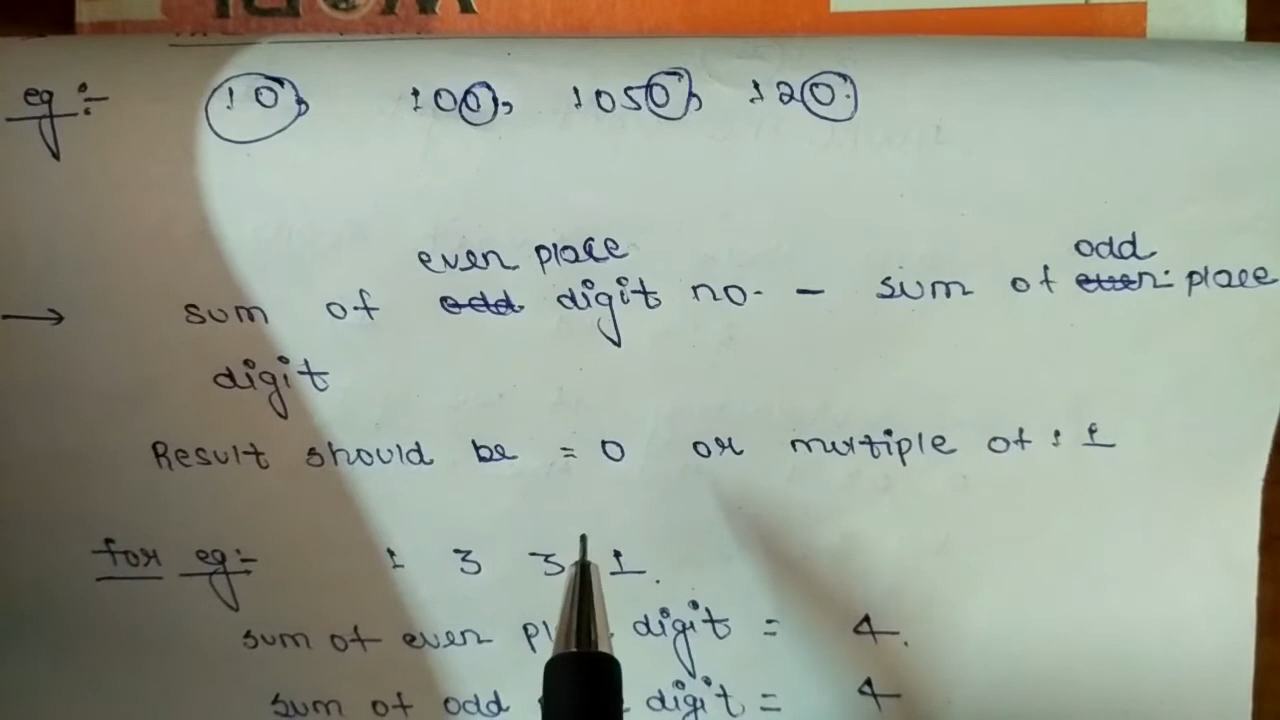 eg :-    10,    100,    1050,    120.
even place    odd
→ sum of odd digit no. - sum of even place
digit
Result should be = 0 or multiple of 11
for eg:-    1 3 3 1.
sum of even pl digit = 4.
sum of odd digit = 4